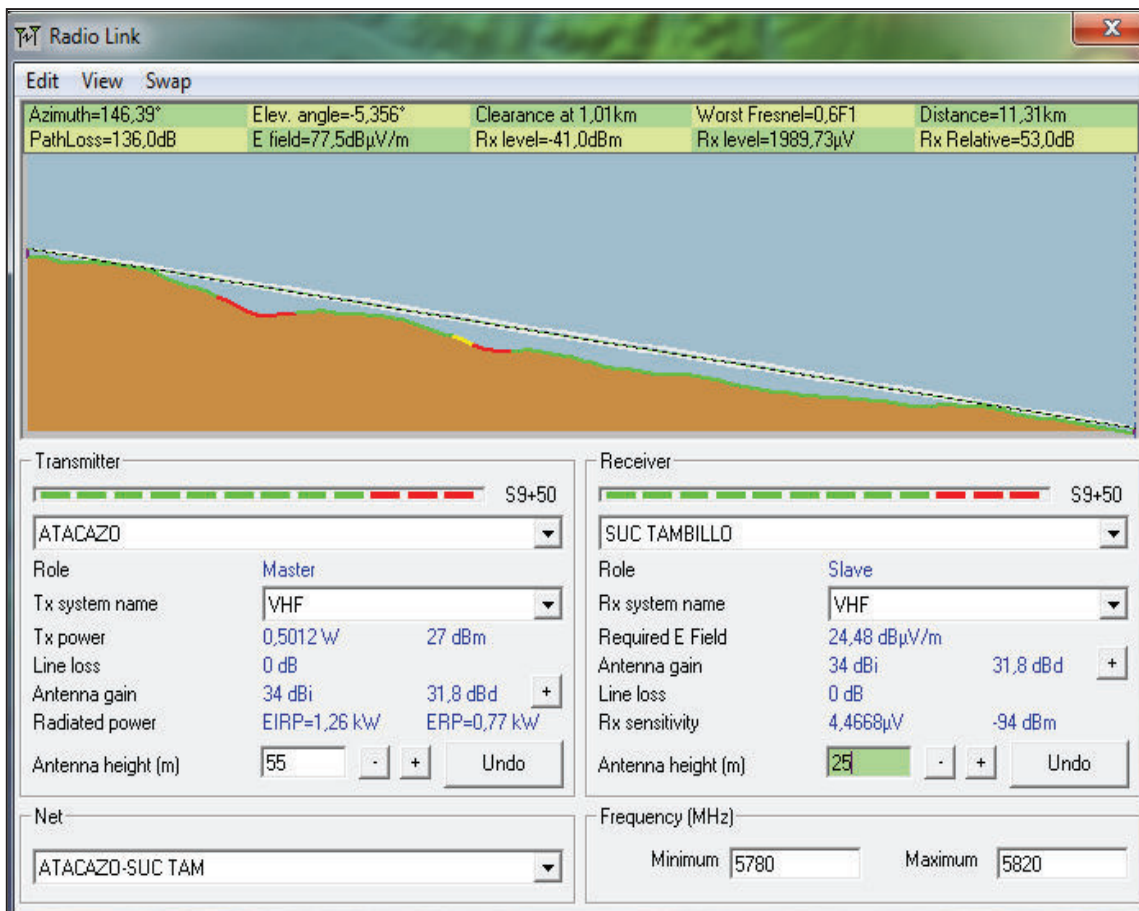 Radio Link
Edit View Swap
Azimuth=146,39° Elev. angle=-5,356° Clearance at 1,01km Worst Fresnel=0,6F1 Distance=11,31km
PathLoss=136,0dB E field=77,5dBµV/m Rx level=-41,0dBm Rx level=1989,73µV Rx Relative=53,0dB
Transmitter
S9+50
ATACAZO
Role Master
Tx system name VHF
Tx power 0,5012 W 27 dBm
Line loss 0 dB
Antenna gain 34 dBi 31,8 dBd +
Radiated power EIRP=1,26 kW ERP=0,77 kW
Antenna height (m) 55 - + Undo
Receiver
S9+50
SUC TAMBILLO
Role Slave
Rx system name VHF
Required E Field 24,48 dBµV/m
Antenna gain 34 dBi 31,8 dBd +
Line loss 0 dB
Rx sensitivity 4,4668µV -94 dBm
Antenna height (m) 25 - + Undo
Net
ATACAZO-SUC TAM
Frequency (MHz)
Minimum 5780 Maximum 5820